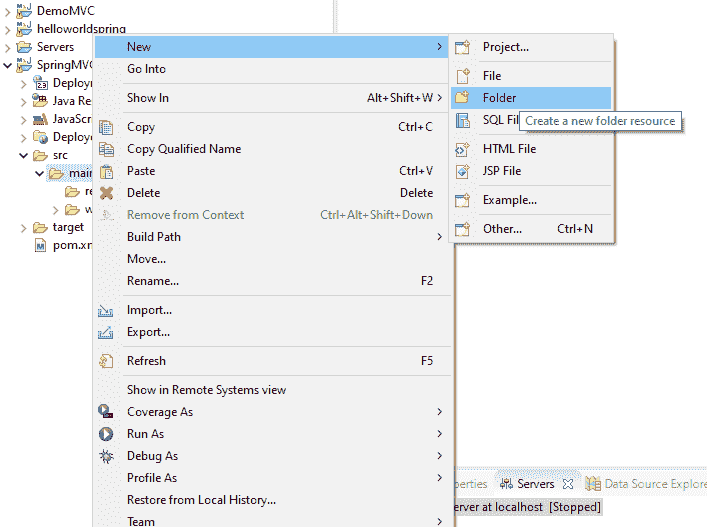 DemoMVC
helloworldspring
Servers
SpringMVC
Deploym
Java Re
JavaScri
Deploye
src
main
re
w
target
pom.xm
New
Go Into
Show In Alt+Shift+W
Copy Ctrl+C
Copy Qualified Name
Paste Ctrl+V
Delete Delete
Remove from Context Ctrl+Alt+Shift+Down
Build Path
Move...
Rename... F2
Import...
Export...
Refresh F5
Show in Remote Systems view
Coverage As
Run As
Debug As
Profile As
Restore from Local History...
Team
Project...
File
Folder
SQL Fil
Create a new folder resource
HTML File
JSP File
Example...
Other... Ctrl+N
perties Servers Data Source Explore
erver at localhost [Stopped]